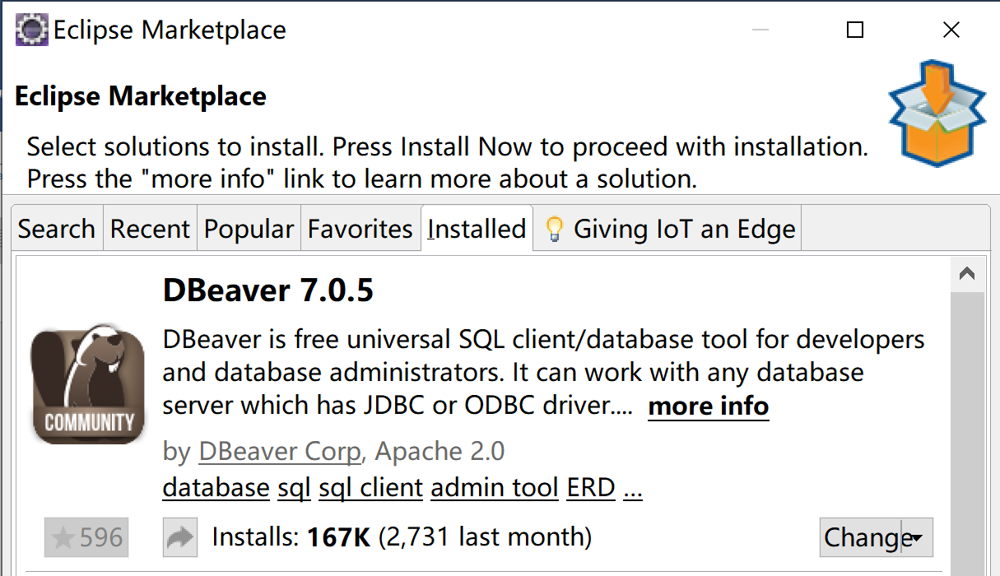 Eclipse Marketplace
Eclipse Marketplace
Select solutions to install. Press Install Now to proceed with installation.
Press the "more info" link to learn more about a solution.
Search Recent Popular Favorites Installed Giving IoT an Edge
DBeaver 7.0.5
DBeaver is free universal SQL client/database tool for developers
and database administrators. It can work with any database
server which has JDBC or ODBC driver.... more info
COMMUNITY
by DBeaver Corp, Apache 2.0
database sql sql client admin tool ERD ...
596 Installs: 167K (2,731 last month) Change